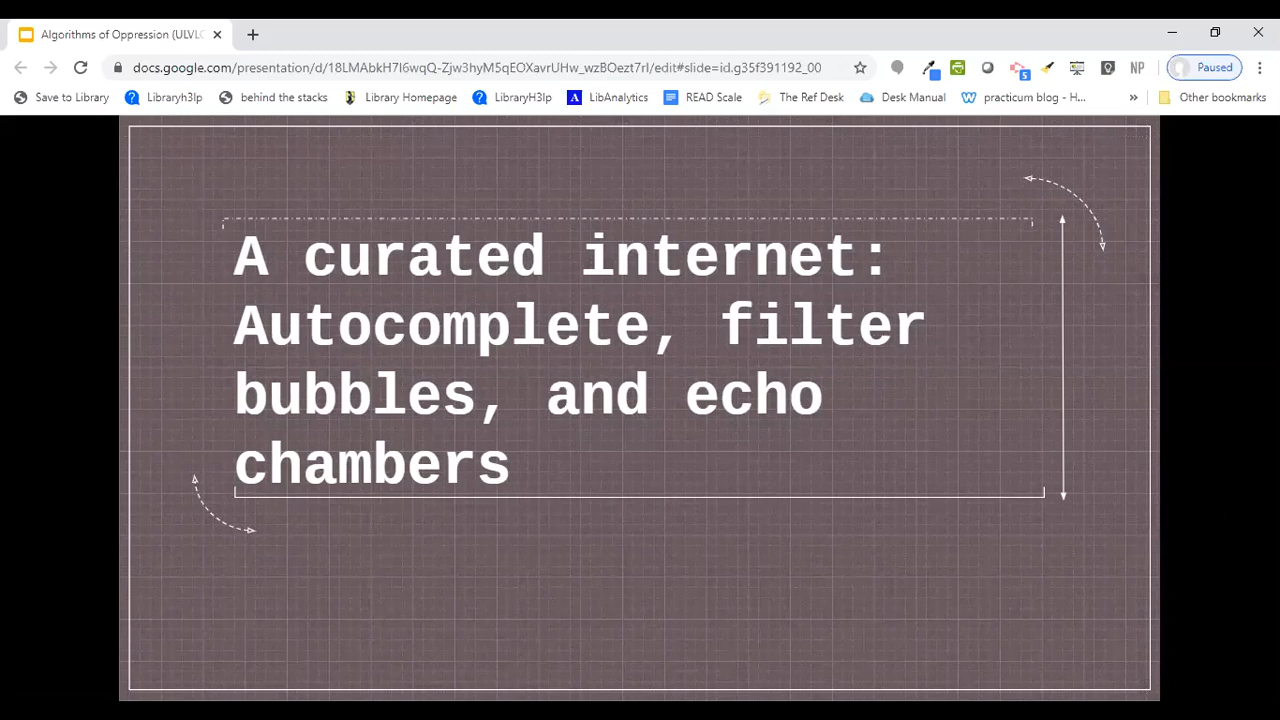 Algorithms of Oppression (ULVLC
docs.google.com/presentation/d/18LMAbkH7I6wqQ-Zjw3hyM5qEOXavrUHw_wzBOezt7rI/edit#slide=id.g35f391192_00
5
NP
Paused
Save to Library
Libraryh3lp
behind the stacks
Library Homepage
LibraryH3lp
A LibAnalytics
READ Scale
The Ref Desk
Desk Manual
practicum blog - H...
»
Other bookmarks
A curated internet:
Autocomplete, filter
bubbles, and echo
chambers